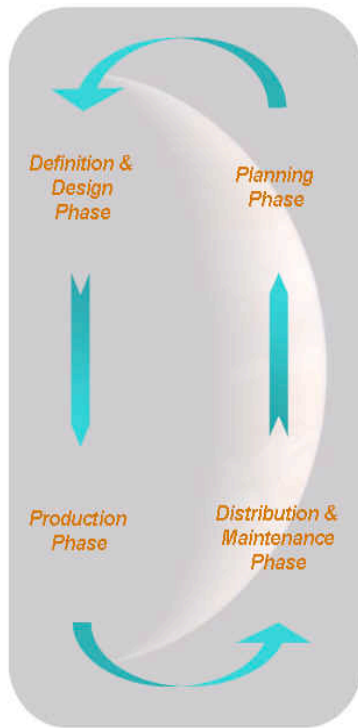 Definition &
Design
Phase
Planning
Phase
Production
Phase
Distribution &
Maintenance
Phase